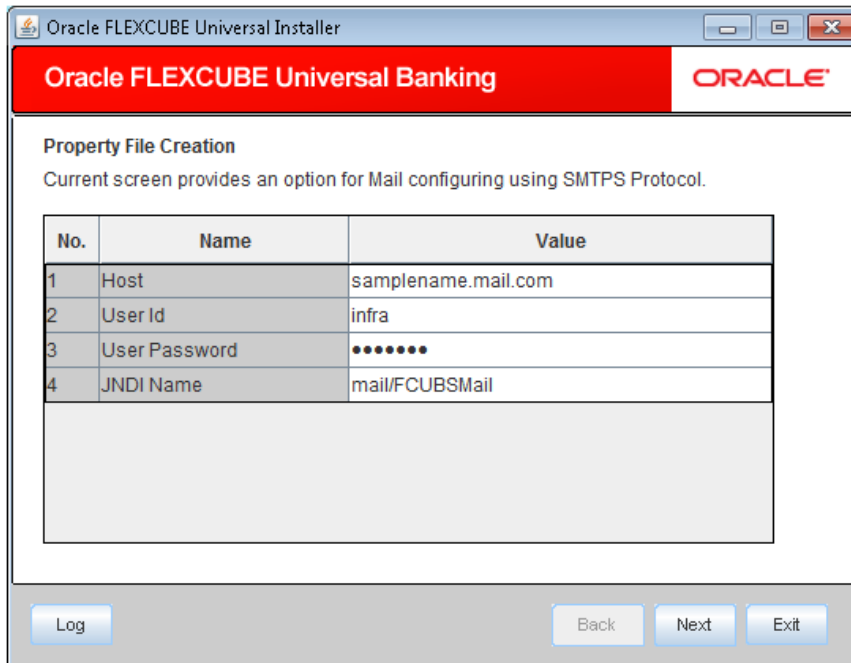 Oracle FLEXCUBE Universal Installer
Oracle FLEXCUBE Universal Banking
ORACLE
Property File Creation
Current screen provides an option for Mail configuring using SMTPS Protocol.
No. Name Value
1 Host samplename.mail.com
2 User Id infra
3 User Password •••••••
4 JNDI Name mail/FCUBSMail
Log Back Next Exit